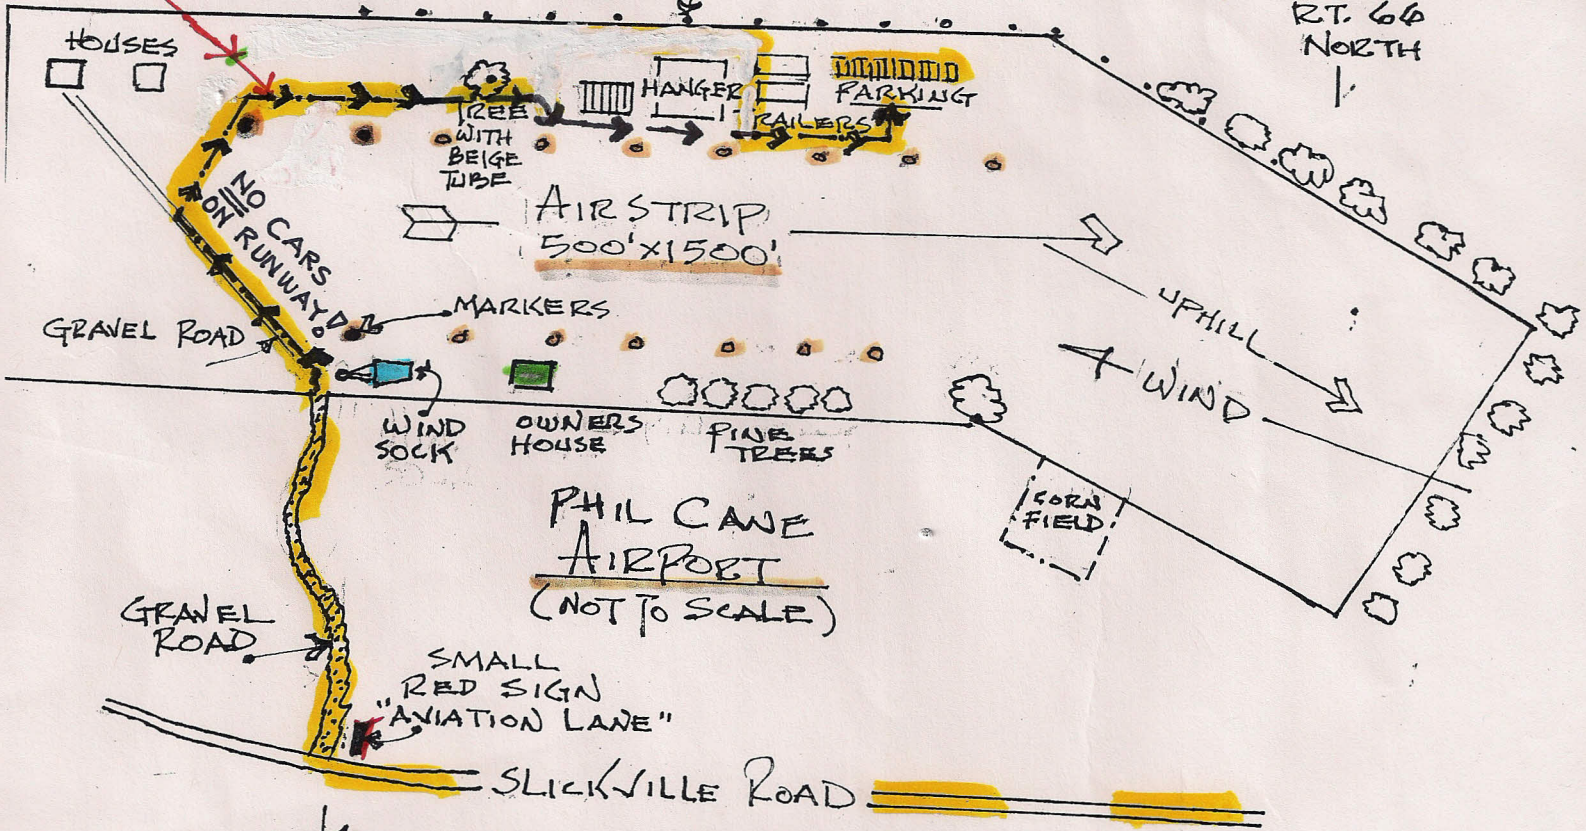 RT. 66
NORTH
HOUSES
HANGER
PARKING
TRAILERS
TREE
WITH
BEIGE
TUBE
NO CARS
ON RUNWAY!
AIRSTRIP
500'X1500'
MARKERS
GRAVEL ROAD
UPHILL
WIND
WIND
SOCK
OWNERS
HOUSE
PINE
TREES
CORN
FIELD
PHIL CANE
AIRPORT
(NOT TO SCALE)
GRAVEL
ROAD
SMALL
RED SIGN
"AVIATION LANE"
SLICKVILLE ROAD